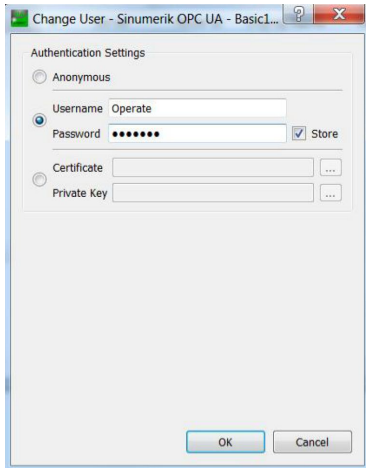 Change User - Sinumerik OPC UA - Basic1...
Authentication Settings
Anonymous
Username Operate
Password ●●●●●●● Store
Certificate ...
Private Key ...
OK Cancel